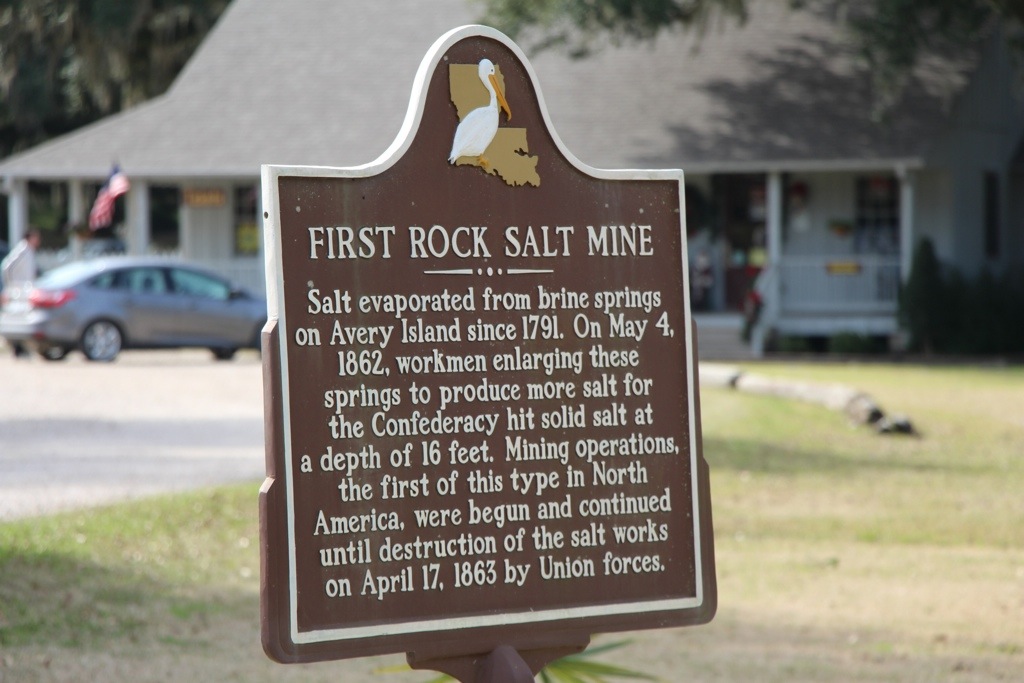 FIRST ROCK SALT MINE
Salt evaporated from brine springs
on Avery Island since 1791. On May 4,
1862, workmen enlarging these
springs to produce more salt for
the Confederacy hit solid salt at
a depth of 16 feet. Mining operations,
the first of this type in North
America, were begun and continued
until destruction of the salt works
on April 17, 1863 by Union forces.